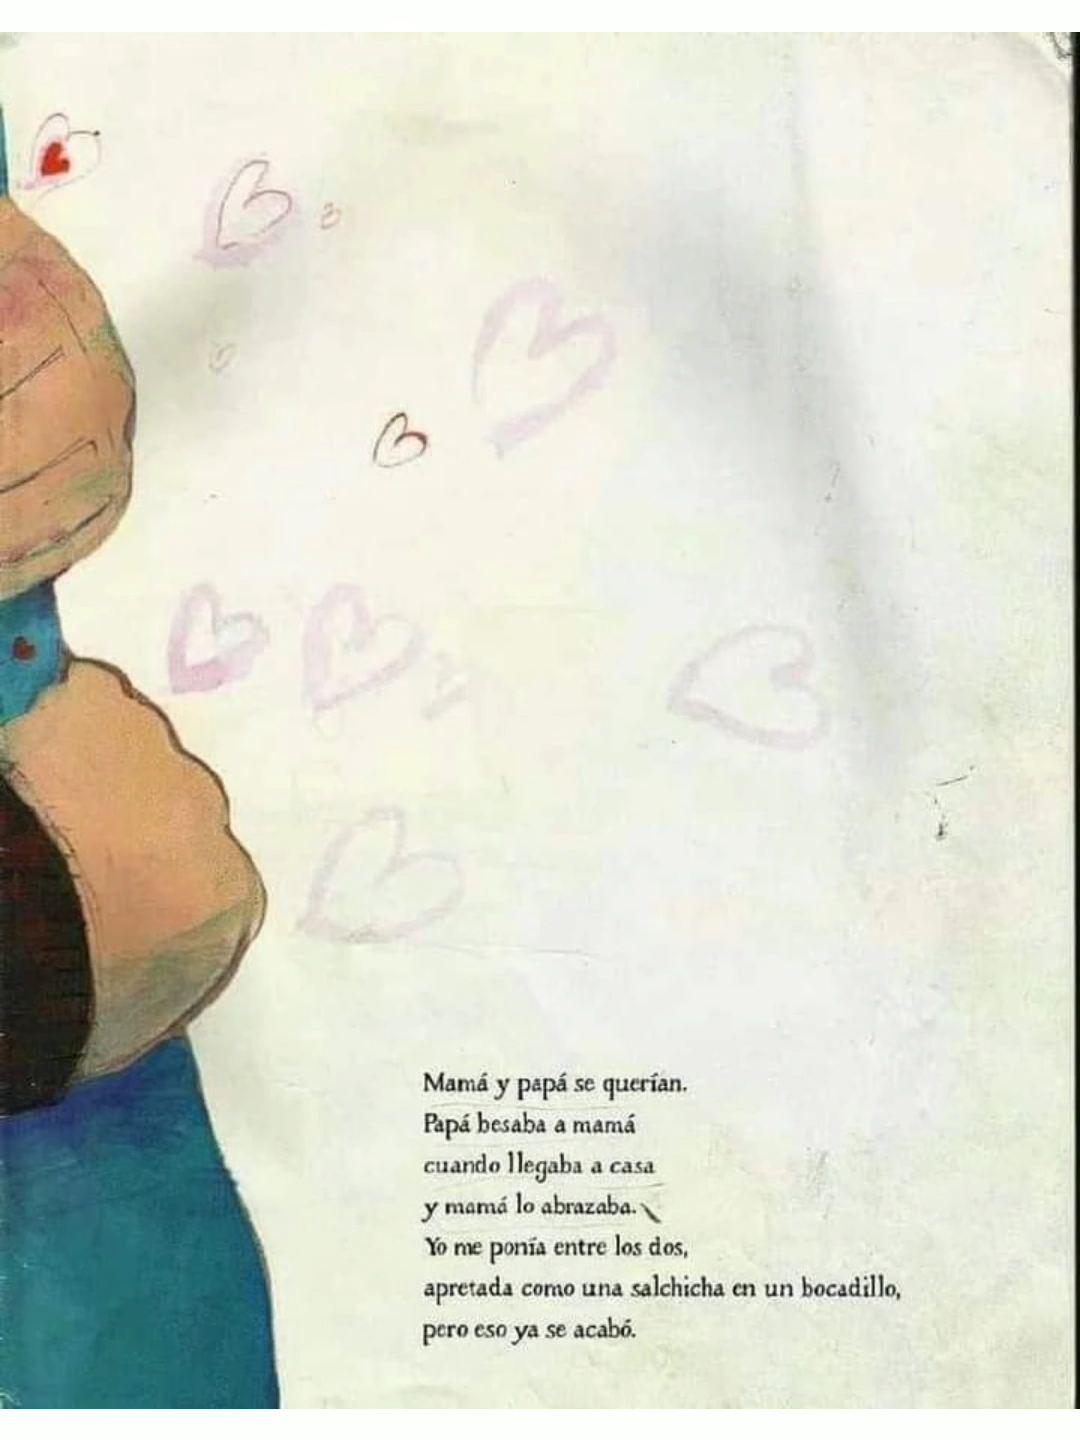 Mamá y papá se querían.
Papá besaba a mamá
cuando llegaba a casa
y mamá lo abrazaba.
Yo me ponía entre los dos,
apretada como una salchicha en un bocadillo,
pero eso ya se acabó.